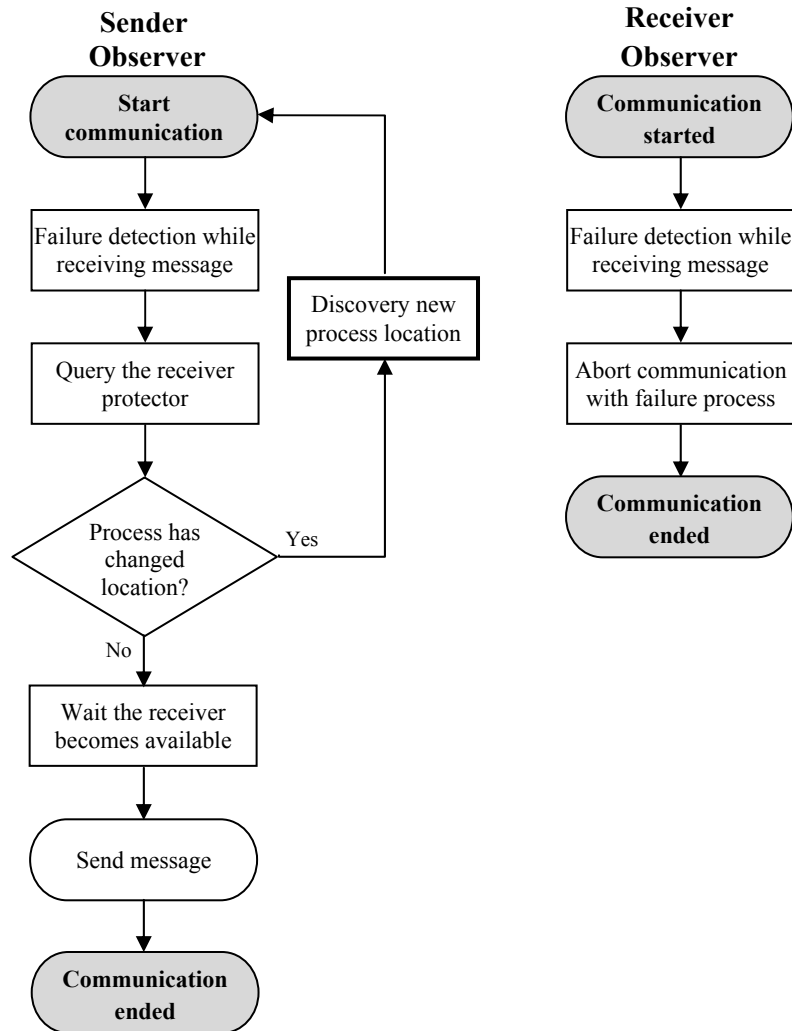 Sender
Observer
Start
communication
Failure detection while
receiving message
Discovery new
process location
Query the receiver
protector
Process has
changed
location?
Yes
No
Wait the receiver
becomes available
Send message
Communication
ended
Receiver
Observer
Communication
started
Failure detection while
receiving message
Abort communication
with failure process
Communication
ended